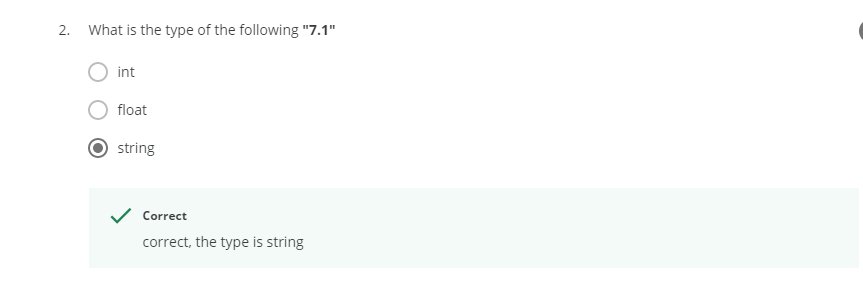 2. What is the type of the following "7.1"
int
float
string
Correct
correct, the type is string